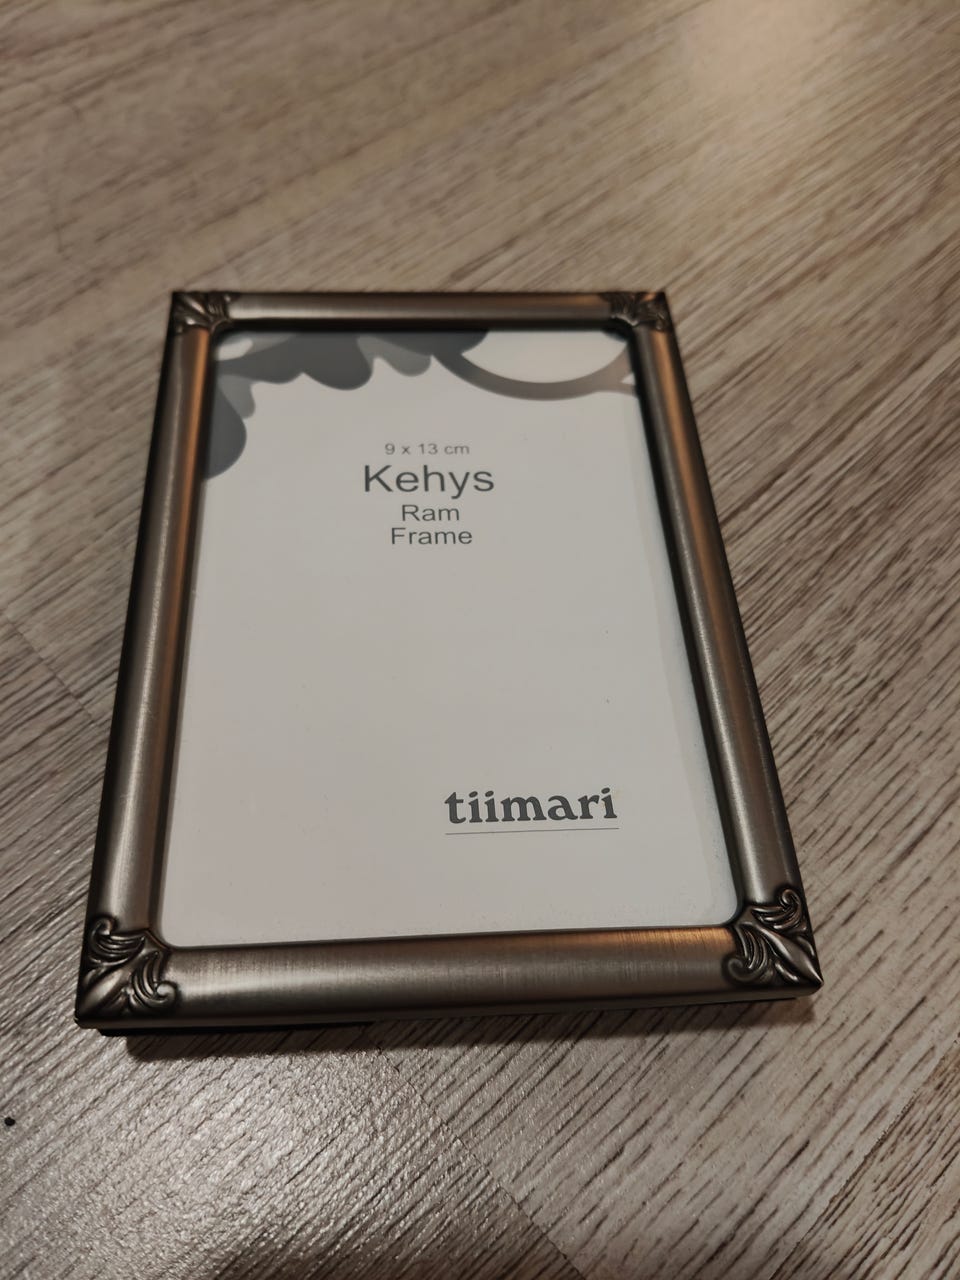 9 x 13 cm
Kehys
Ram
Frame
tiimari